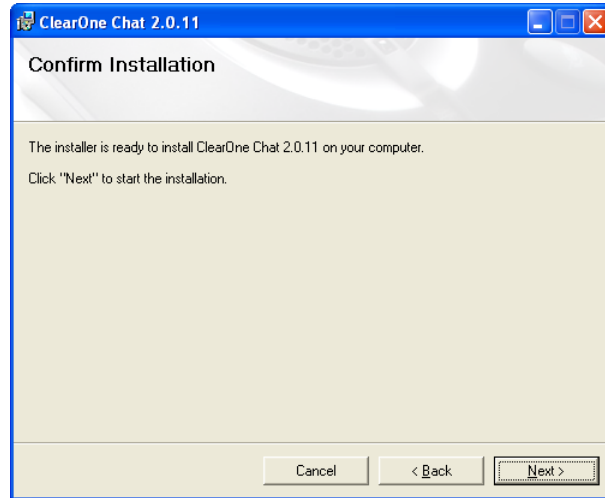 ClearOne Chat 2.0.11
Confirm Installation
The installer is ready to install ClearOne Chat 2.0.11 on your computer.
Click "Next" to start the installation.
Cancel
< Back
Next >